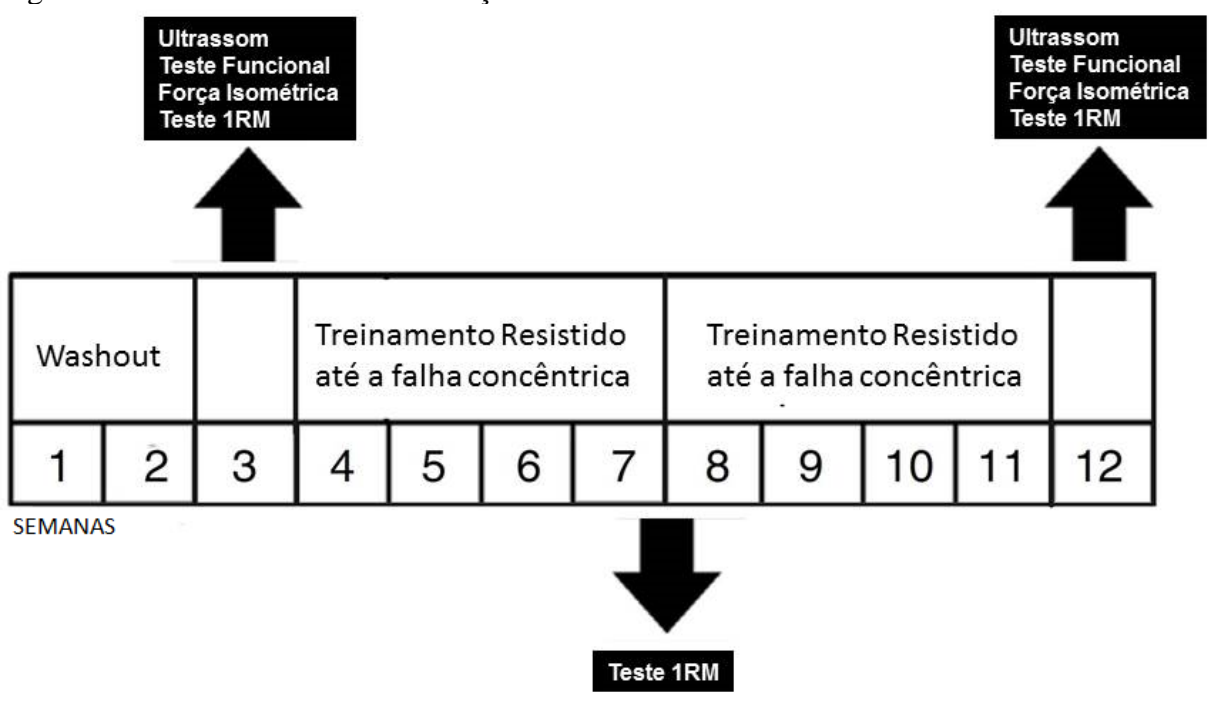 Ultrassom
Teste Funcional
Força Isométrica
Teste 1RM
Ultrassom
Teste Funcional
Força Isométrica
Teste 1RM
Washout
Treinamento Resistido
até a falha concêntrica
Treinamento Resistido
até a falha concêntrica
1 2 3 4 5 6 7 8 9 10 11 12
SEMANAS
Teste 1RM